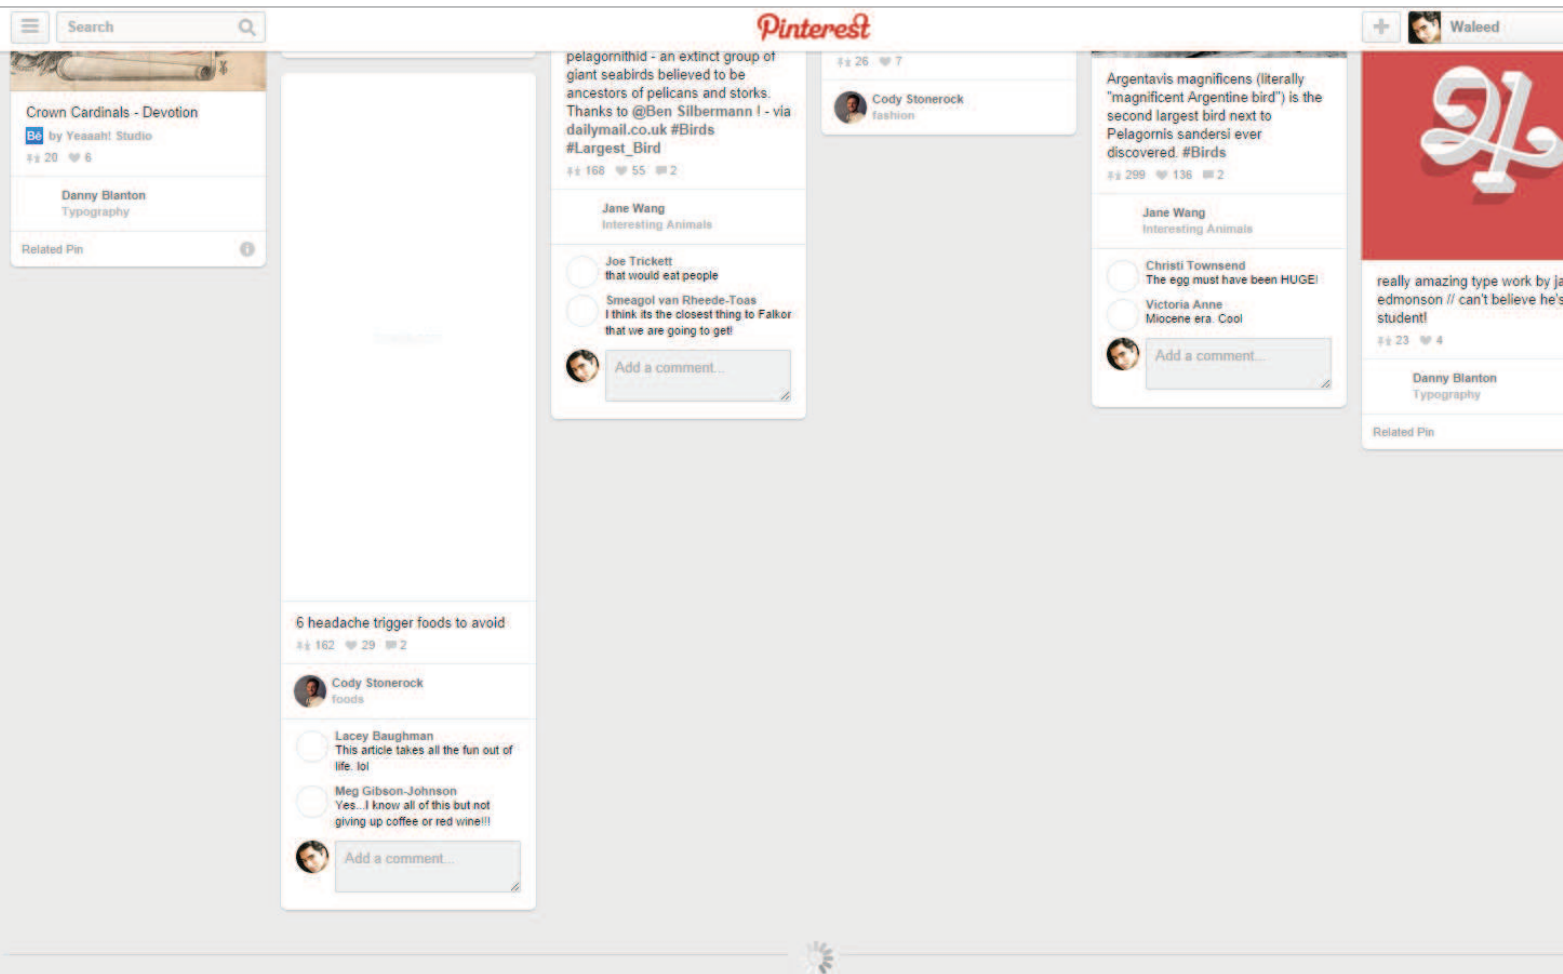 Search
Pinterest
Waleed
Crown Cardinals - Devotion
Bē by Yeaaah! Studio
20 6
Danny Blanton
Typography
Related Pin
6 headache trigger foods to avoid
162 29 2
Cody Stonerock
foods
Lacey Baughman
This article takes all the fun out of
life. lol
Meg Gibson-Johnson
Yes...I know all of this but not
giving up coffee or red wine!!!
Add a comment...
pelagornithid - an extinct group of
giant seabirds believed to be
ancestors of pelicans and storks.
Thanks to @Ben Silbermann ! - via
dailymail.co.uk #Birds
#Largest_Bird
168 55 2
Jane Wang
Interesting Animals
Joe Trickett
that would eat people
Smeagol van Rheede-Toas
I think its the closest thing to Falkor
that we are going to get!
Add a comment...
26 7
Cody Stonerock
fashion
Argentavis magnificens (literally
"magnificent Argentine bird") is the
second largest bird next to
Pelagornis sandersi ever
discovered. #Birds
299 136 2
Jane Wang
Interesting Animals
Christi Townsend
The egg must have been HUGE!
Victoria Anne
Miocene era. Cool
Add a comment...
really amazing type work by ja
edmonson // can't believe he's
student!
23 4
Danny Blanton
Typography
Related Pin